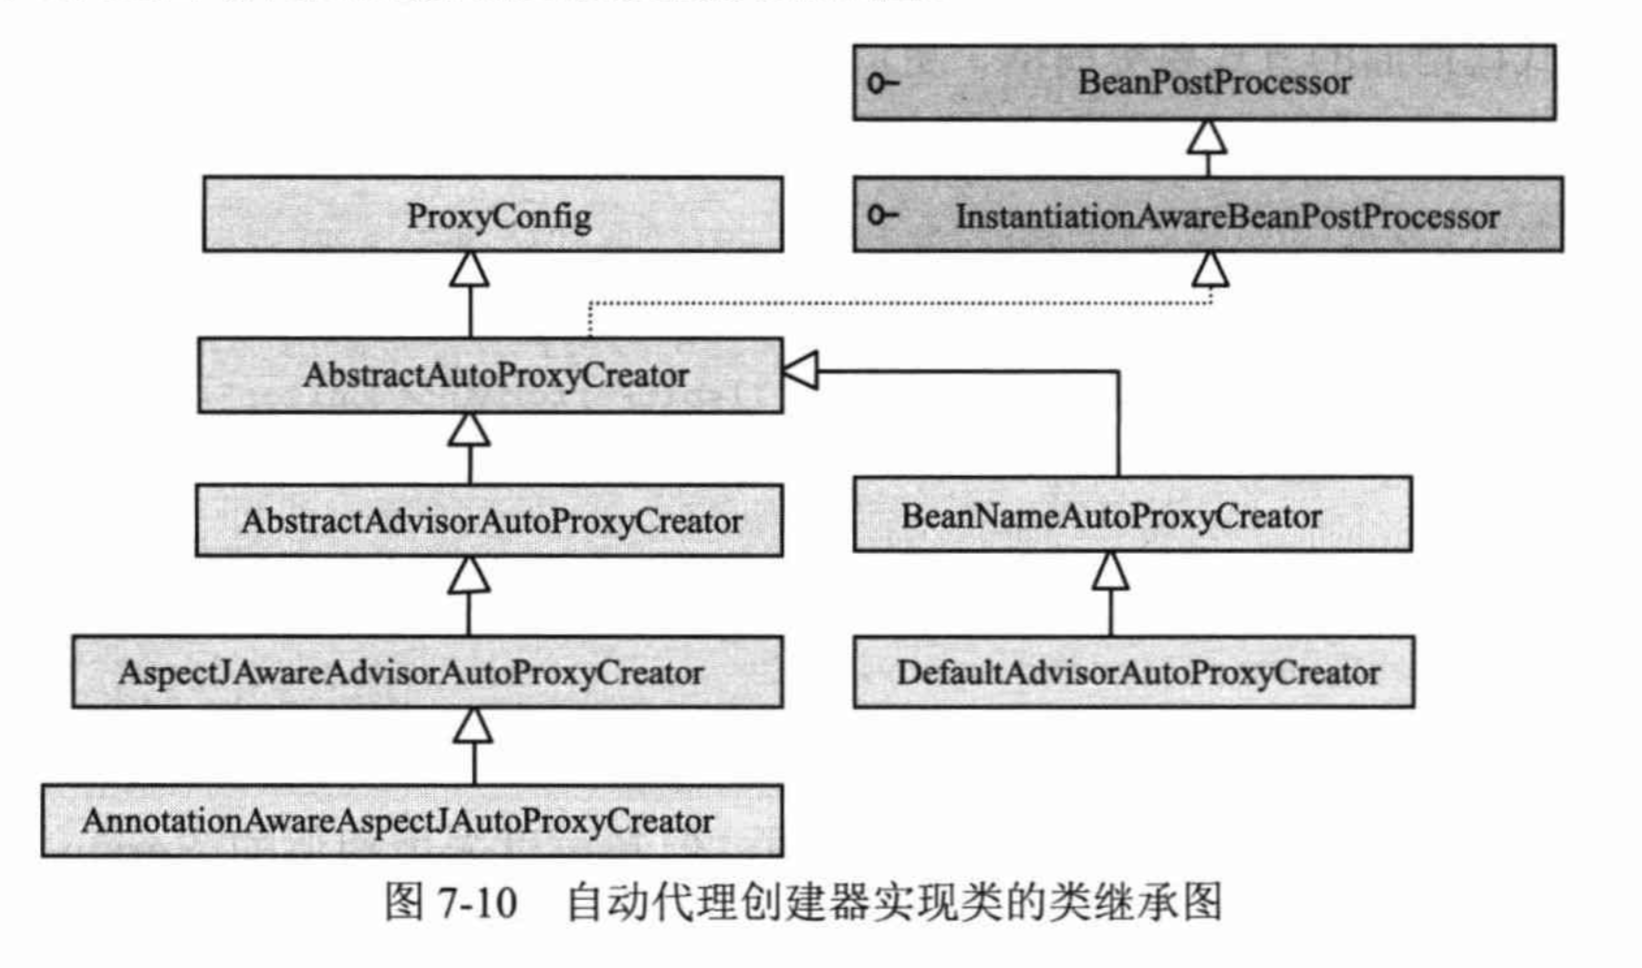 BeanPostProcessor
ProxyConfig
InstantiationAwareBeanPostProcessor
AbstractAutoProxyCreator
AbstractAdvisorAutoProxyCreator
BeanNameAutoProxyCreator
AspectJAwareAdvisorAutoProxyCreator
DefaultAdvisorAutoProxyCreator
AnnotationAwareAspectJAutoProxyCreator
图 7-10 自动代理创建器实现类的类继承图